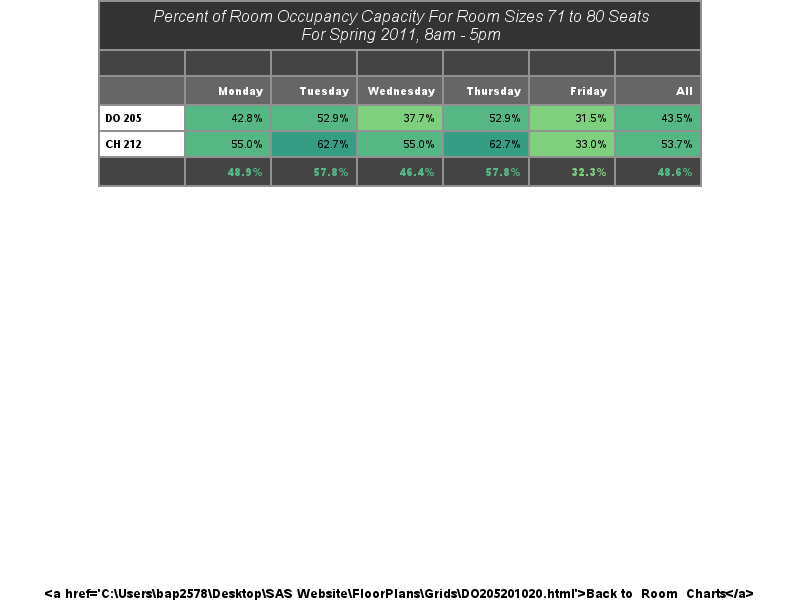 Percent of Room Occupancy Capacity For Room Sizes 71 to 80 Seats
For Spring 2011, 8am - 5pm
Monday Tuesday Wednesday Thursday Friday All
DO 205 42.8% 52.9% 37.7% 52.9% 31.5% 43.5%
CH 212 55.0% 62.7% 55.0% 62.7% 33.0% 53.7%
48.9% 57.8% 46.4% 57.8% 32.3% 48.6%
<a href='C:\Users\bap2578\Desktop\SAS Website\FloorPlans\Grids\DO205201020.html'>Back to Room Charts</a>